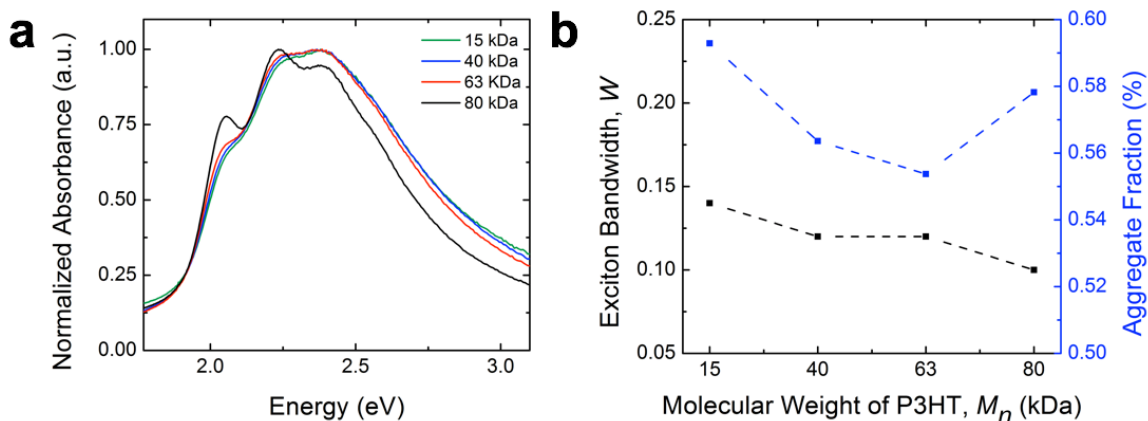 a
Normalized Absorbance (a.u.)
1.00
0.75
0.50
0.25
0.00
2.0 2.5 3.0
Energy (eV)
15 kDa
40 kDa
63 KDa
80 kDa
b
Exciton Bandwidth, W
0.25
0.20
0.15
0.10
0.05
15 40 63 80
Molecular Weight of P3HT, Mn (kDa)
0.60
0.58
0.56
0.54
0.52
0.50
Aggregate Fraction (%)